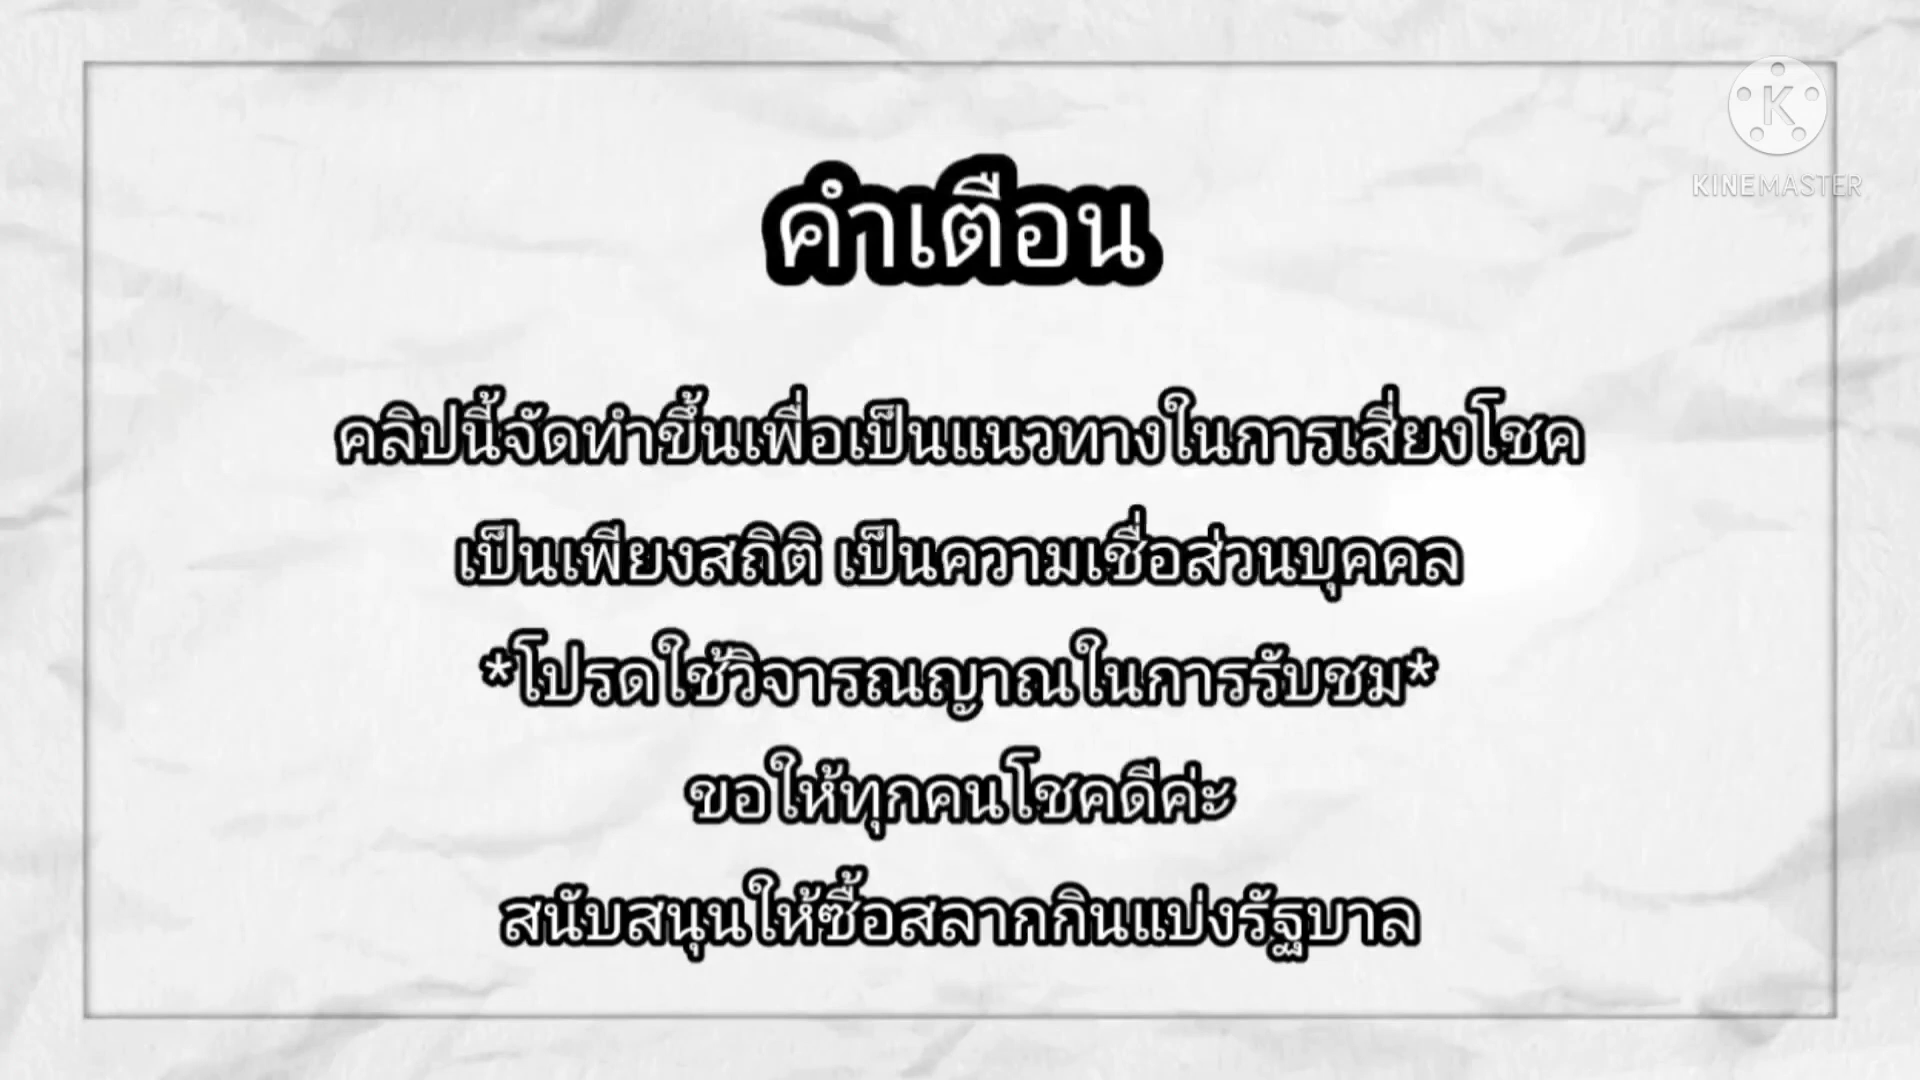 KINEMASTER
คำเตือน
คลิปนี้จัดทำขึ้นเพื่อเป็นแนวทางในการเสี่ยงโชค
เป็นเพียงสถิติ เป็นความเชื่อส่วนบุคคล
*โปรดใช้วิจารณญาณในการรับชม*
ขอให้ทุกคนโชคดีค่ะ
สนับสนุนให้ซื้อสลากกินแบ่งรัฐบาล